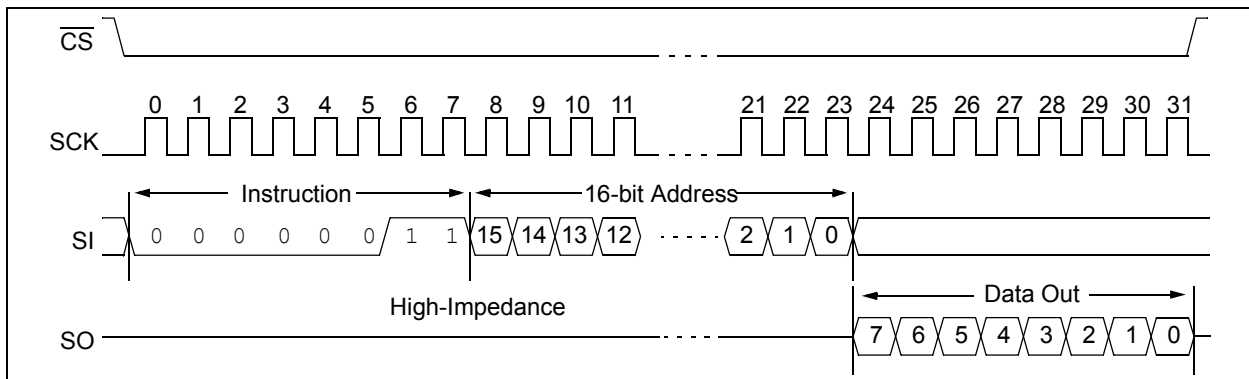 CS
0 1 2 3 4 5 6 7 8 9 10 11 21 22 23 24 25 26 27 28 29 30 31
SCK
Instruction 16-bit Address
SI 0 0 0 0 0 0 1 1 15 14 13 12 2 1 0
High-Impedance Data Out
SO 7 6 5 4 3 2 1 0